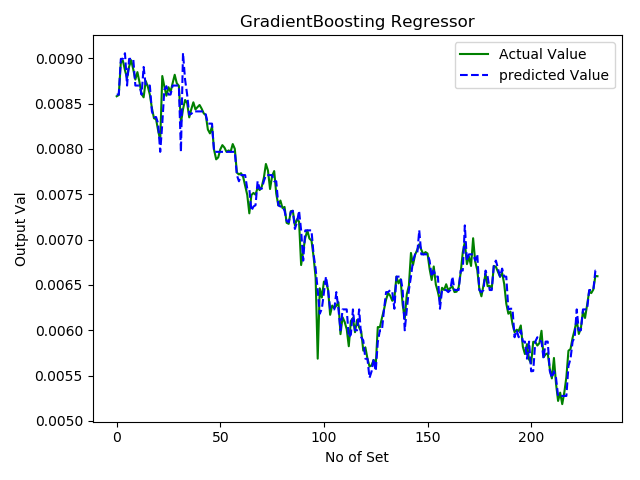 GradientBoosting Regressor
Actual Value
predicted Value
Output Val
0.0090
0.0085
0.0080
0.0075
0.0070
0.0065
0.0060
0.0055
0.0050
0 50 100 150 200
No of Set